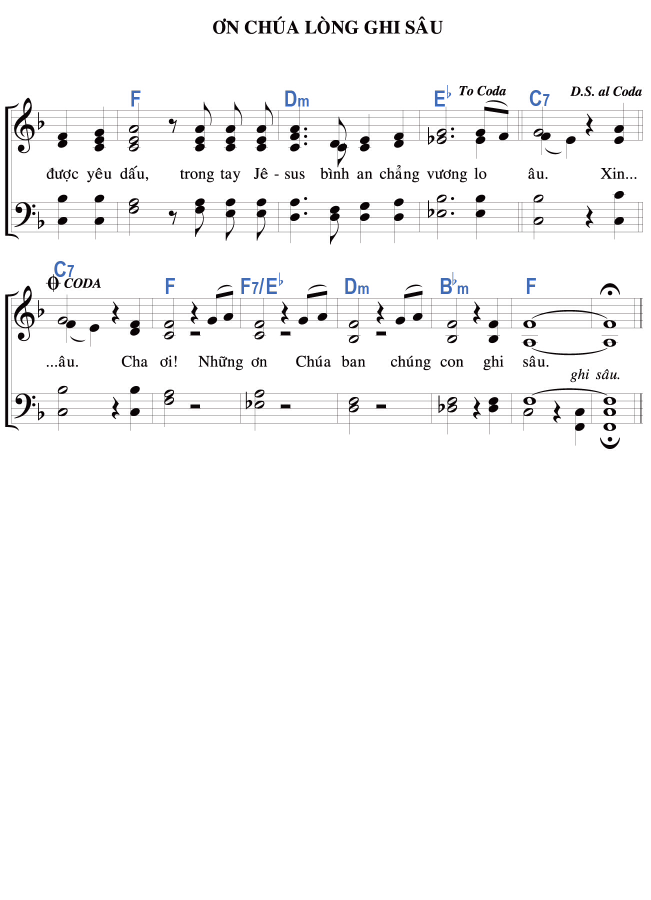 ƠN CHÚA LÒNG GHI SÂU
F Dm E♭ To Coda C7 D.S. al Coda
được yêu dấu, trong tay Jê - sus bình an chẳng vương lo âu. Xin...
C7
CODA F F7/E♭ Dm B♭m F
...âu. Cha ơi! Những ơn Chúa ban chúng con ghi sâu.
ghi sâu.